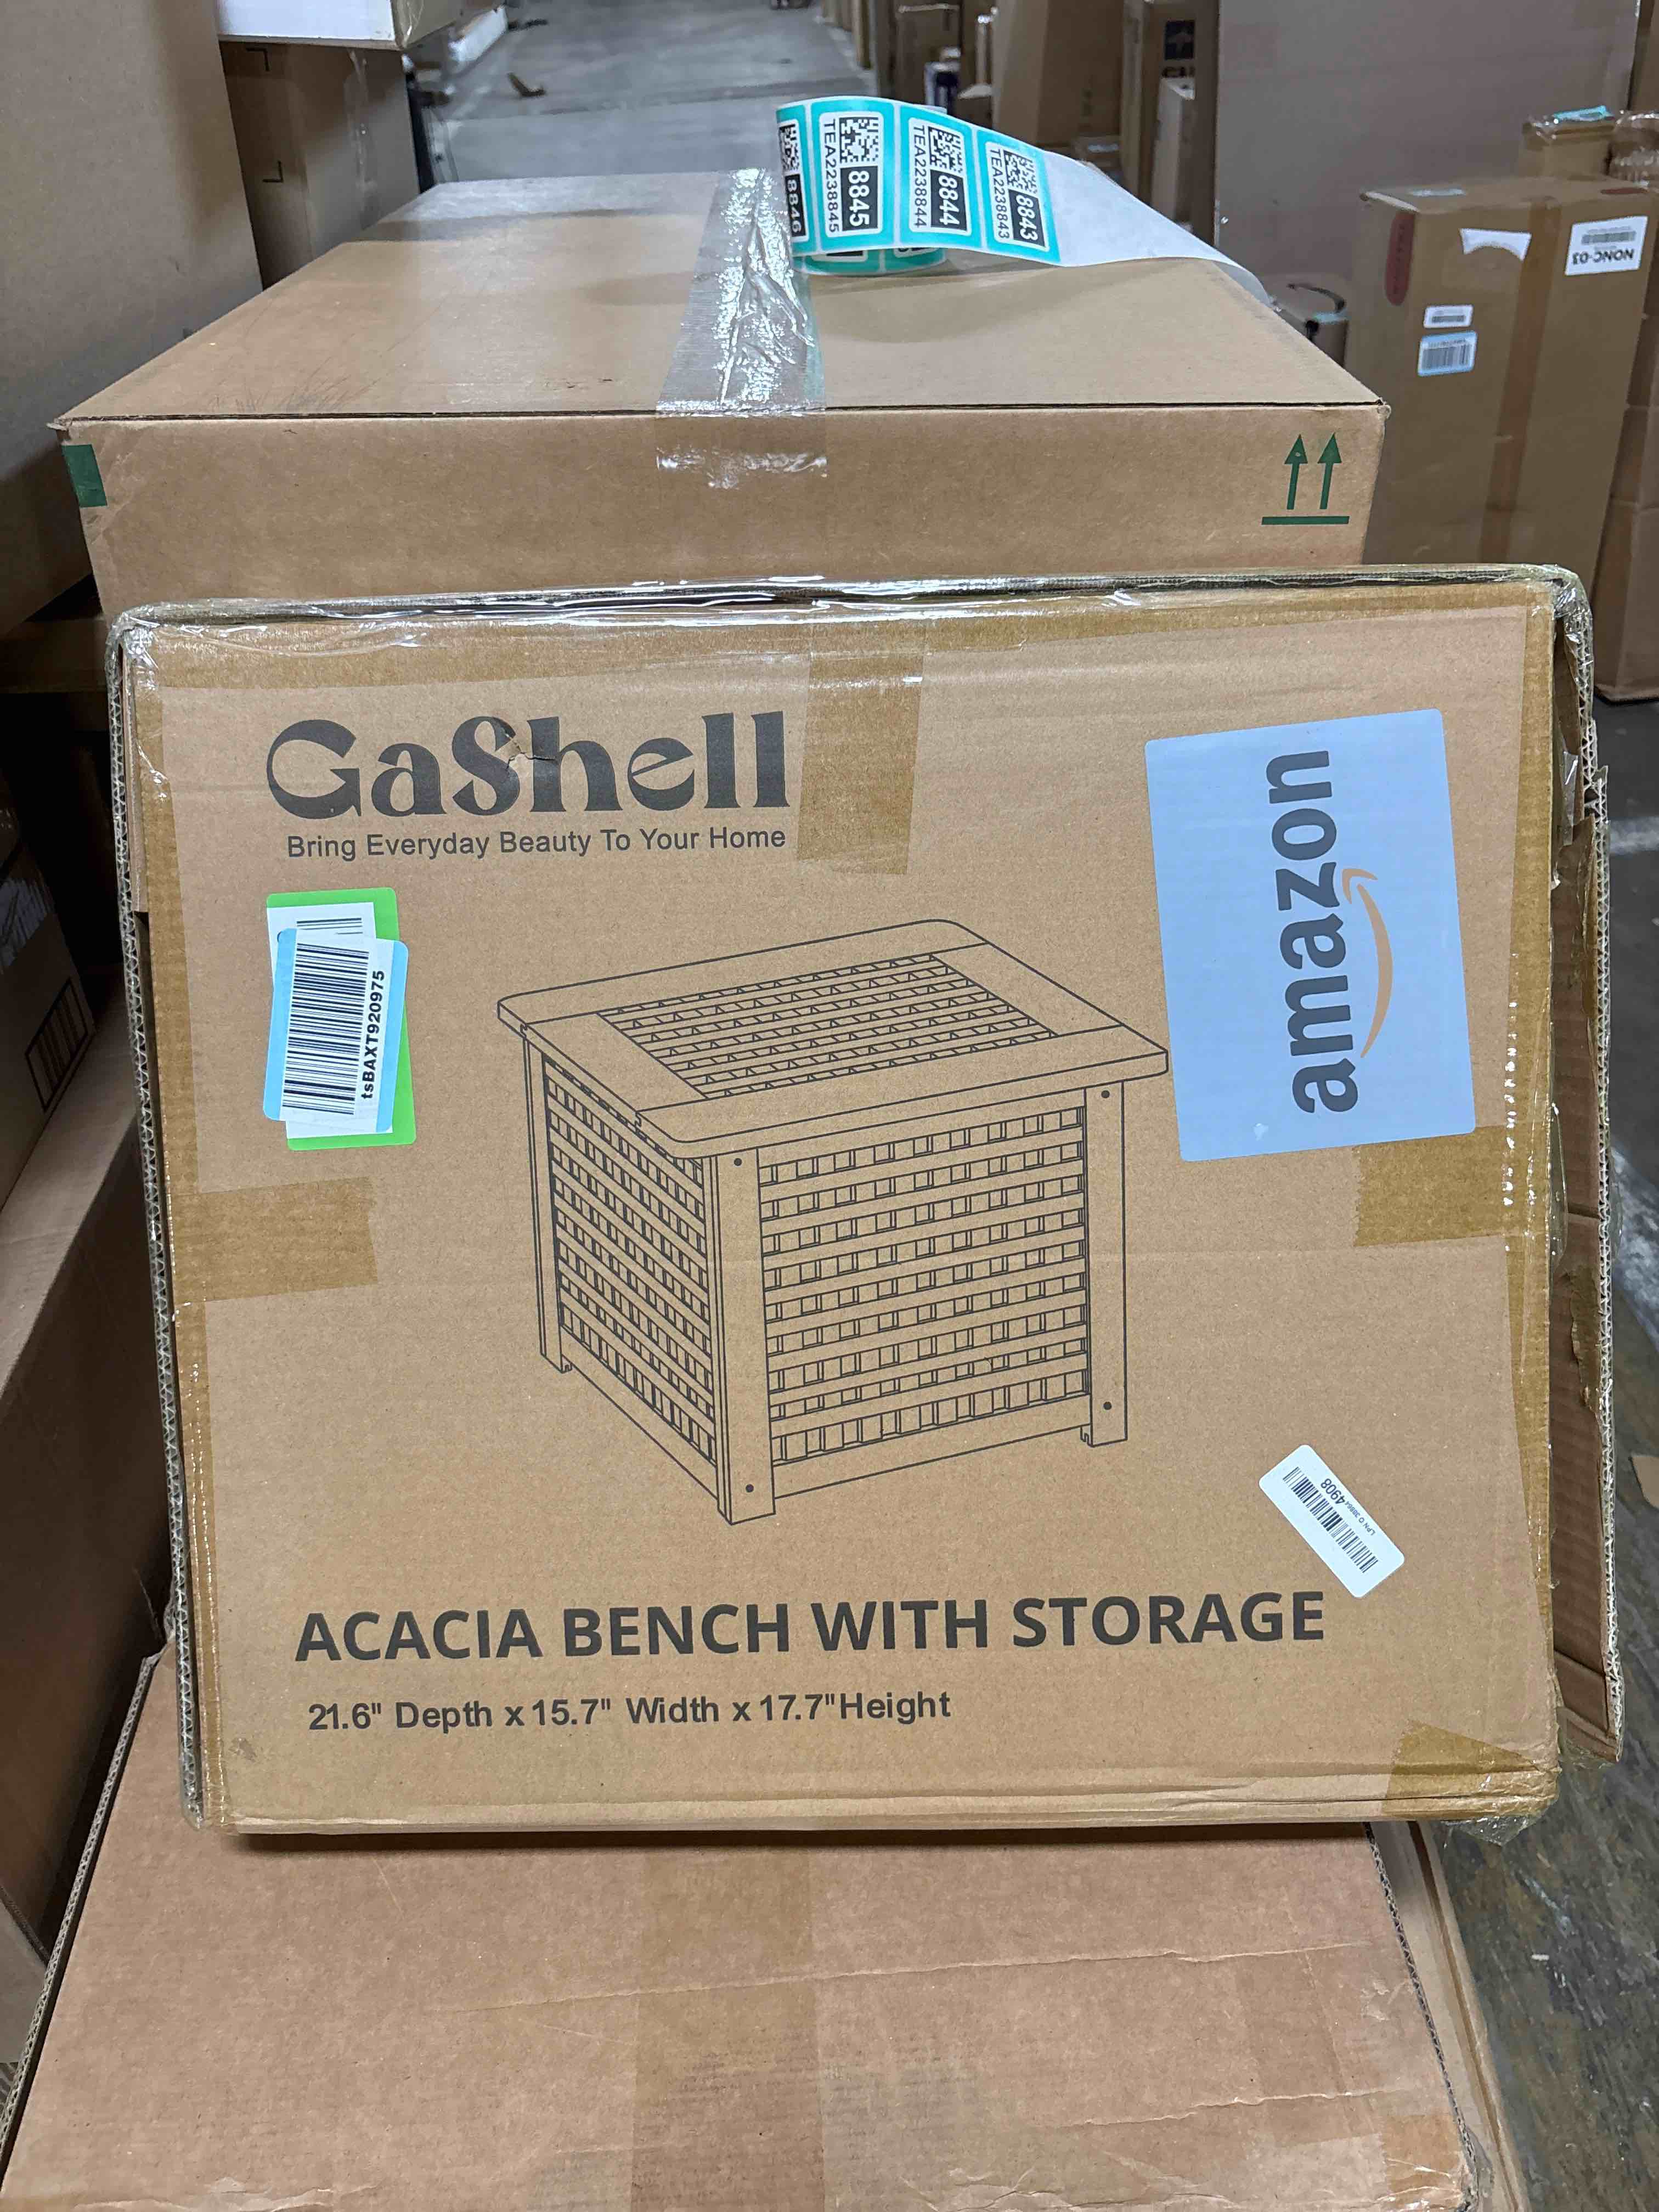 8846
TEA2238845
8845
TEA2238844
8844
TEA2238843
8843
NONC-03
GaShell
Bring Everyday Beauty To Your Home
amazon
tsBAXT920975
4908
ACACIA BENCH WITH STORAGE
21.6" Depth x 15.7" Width x 17.7"Height